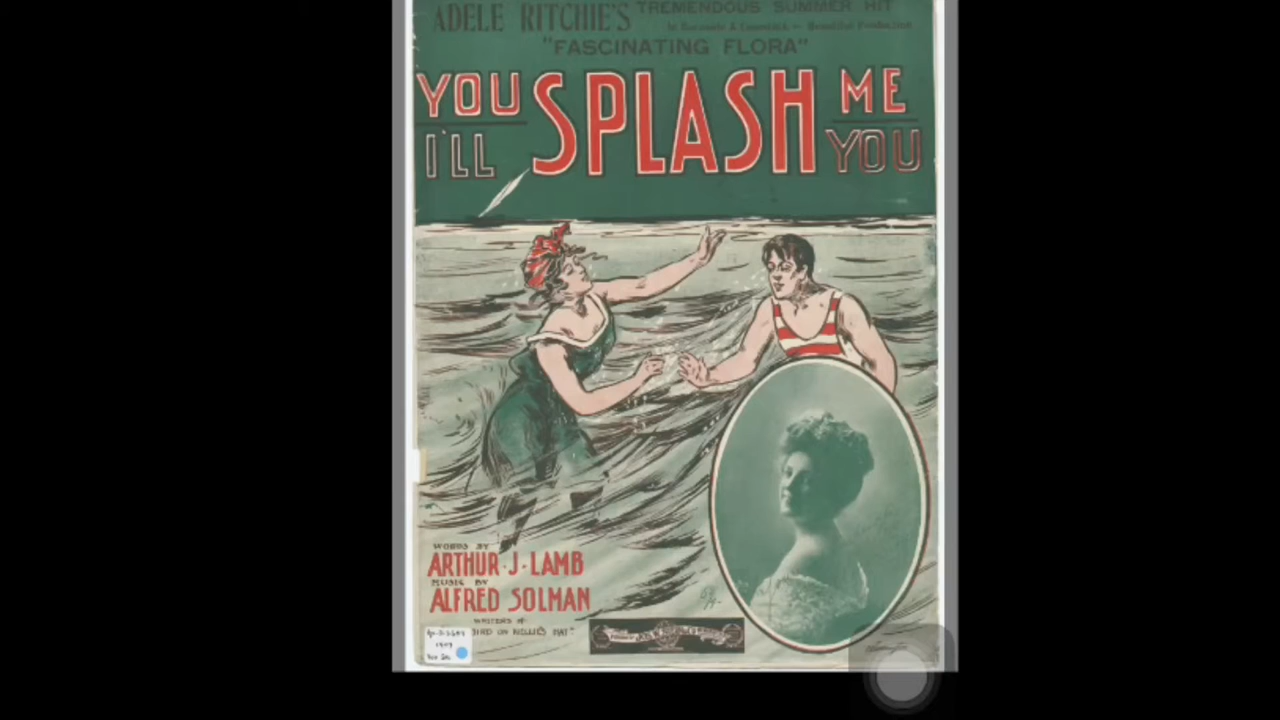 ADELE RITCHIE'S TREMENDOUS SUMMER HIT
"FASCINATING FLORA"
YOU SPLASH ME
I'LL YOU
WORDS BY
ARTHUR · J · LAMB
MUSIC BY
ALFRED SOLMAN
WRITERS OF
BIRD ON NELLIE'S HAT"
1907